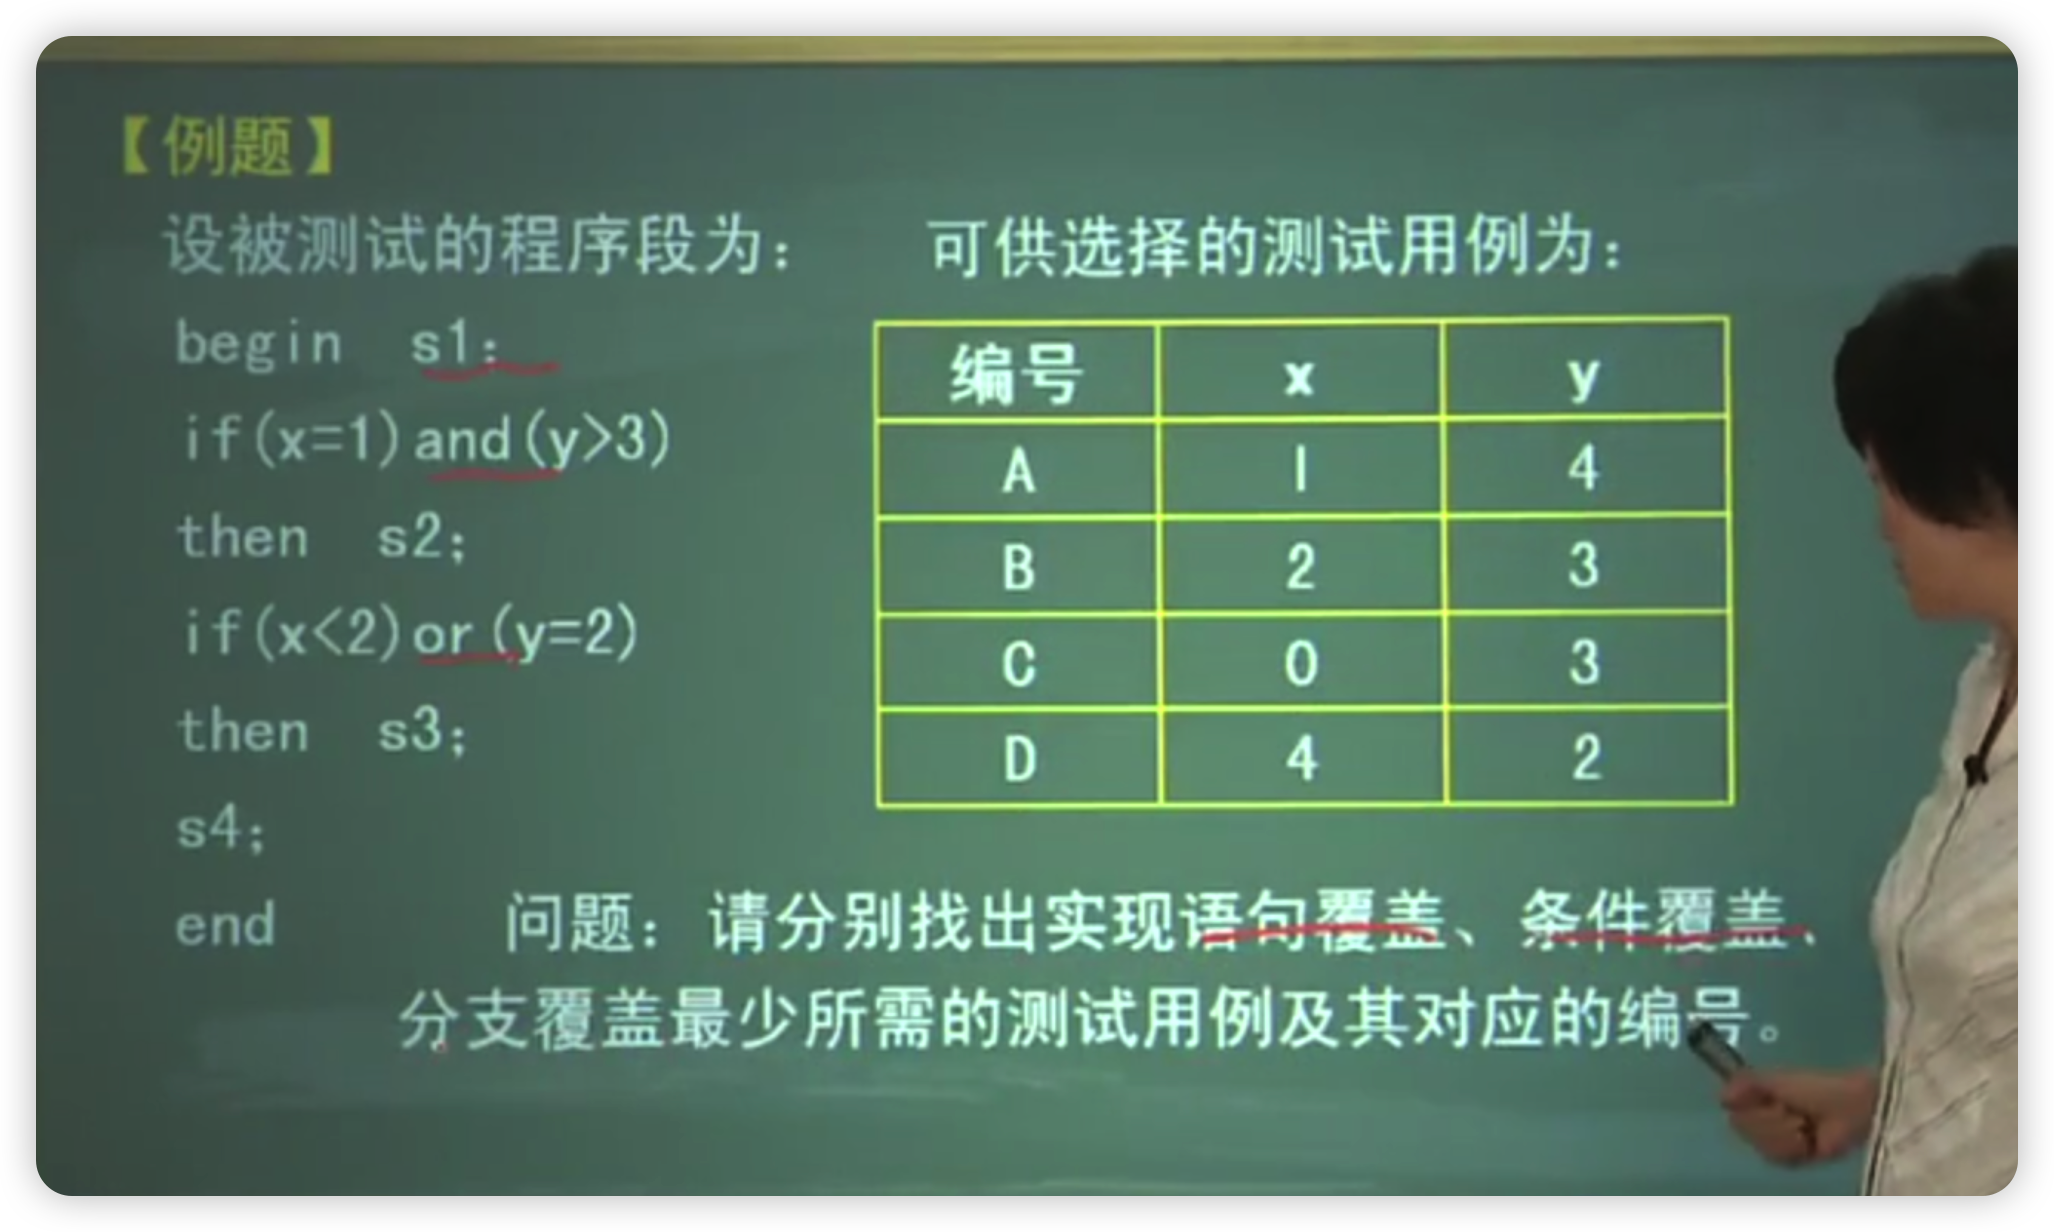 【例题】
设被测试的程序段为：
begin s1；
if(x=1)and(y>3)
then s2；
if(x<2)or(y=2)
then s3；
s4；
end
可供选择的测试用例为：
编号 x y
A 1 4
B 2 3
C 0 3
D 4 2
问题：请分别找出实现语句覆盖、条件覆盖、
分支覆盖最少所需的测试用例及其对应的编号。